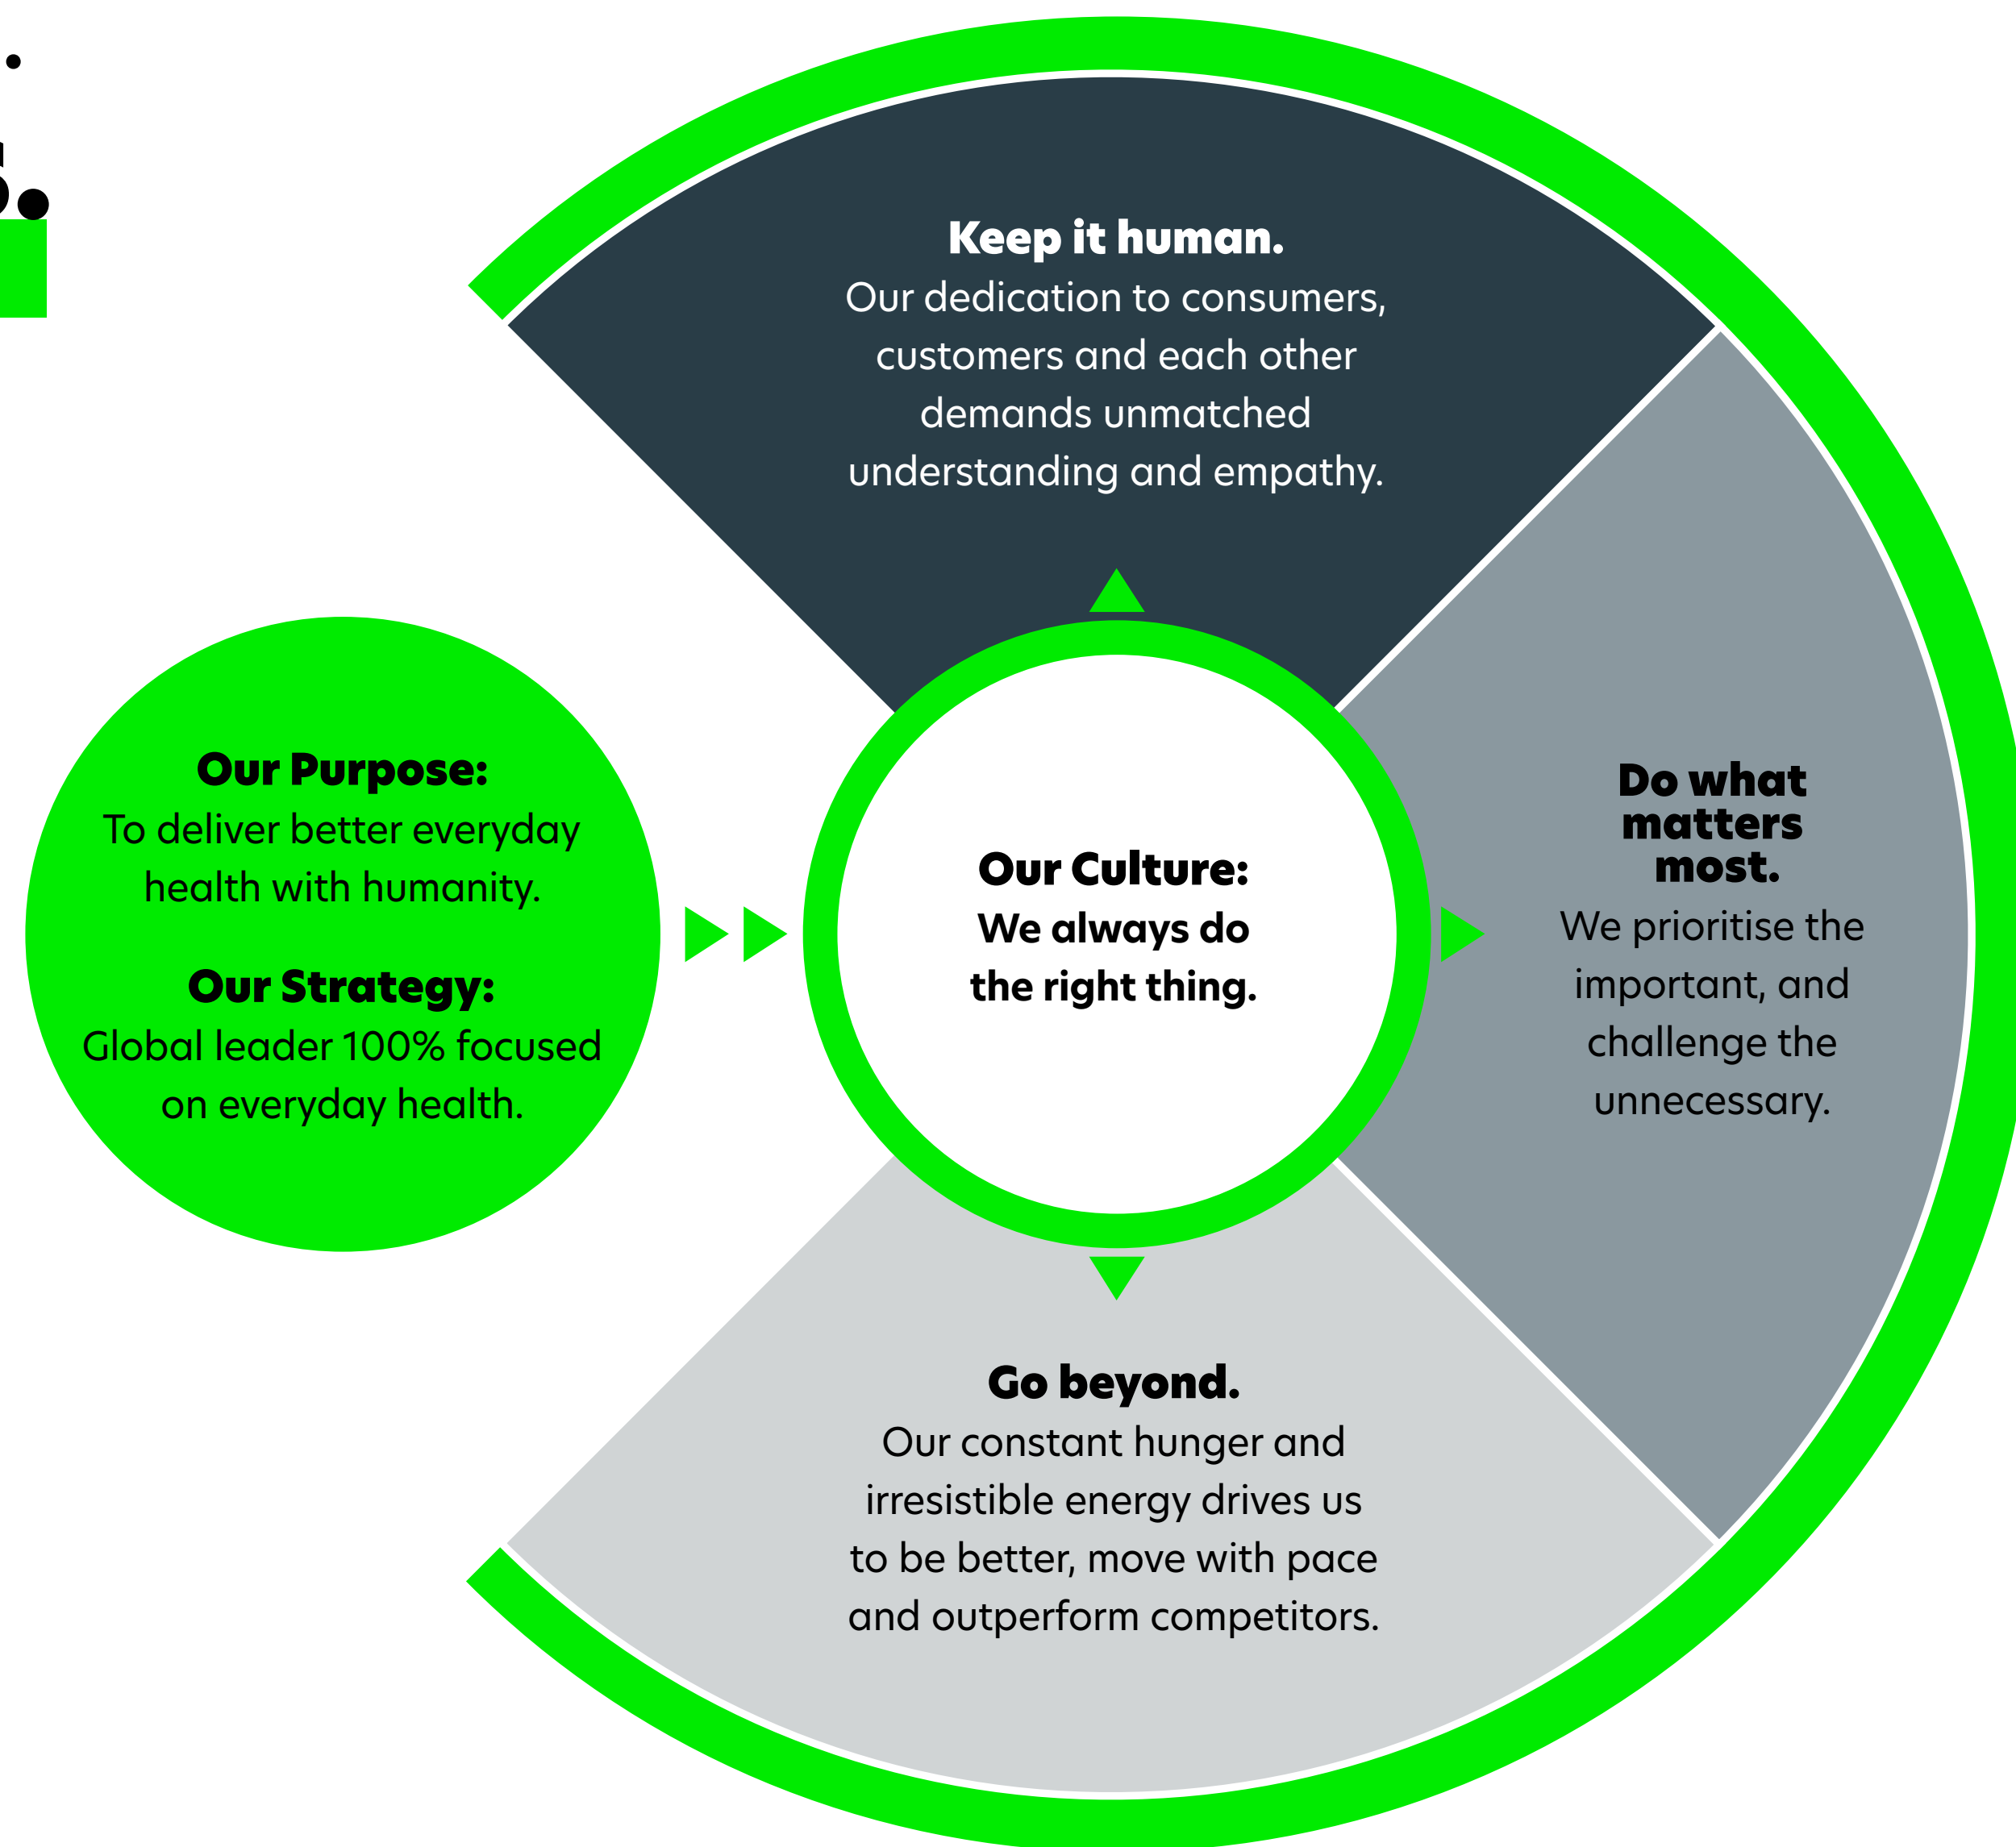 Keep it human.
Our dedication to consumers,
customers and each other
demands unmatched
understanding and empathy.
Our Purpose:
To deliver better everyday
health with humanity.
Our Strategy:
Global leader 100% focused
on everyday health.
Our Culture:
We always do
the right thing.
Do what
matters
most.
We prioritise the
important, and
challenge the
unnecessary.
Go beyond.
Our constant hunger and
irresistible energy drives us
to be better, move with pace
and outperform competitors.